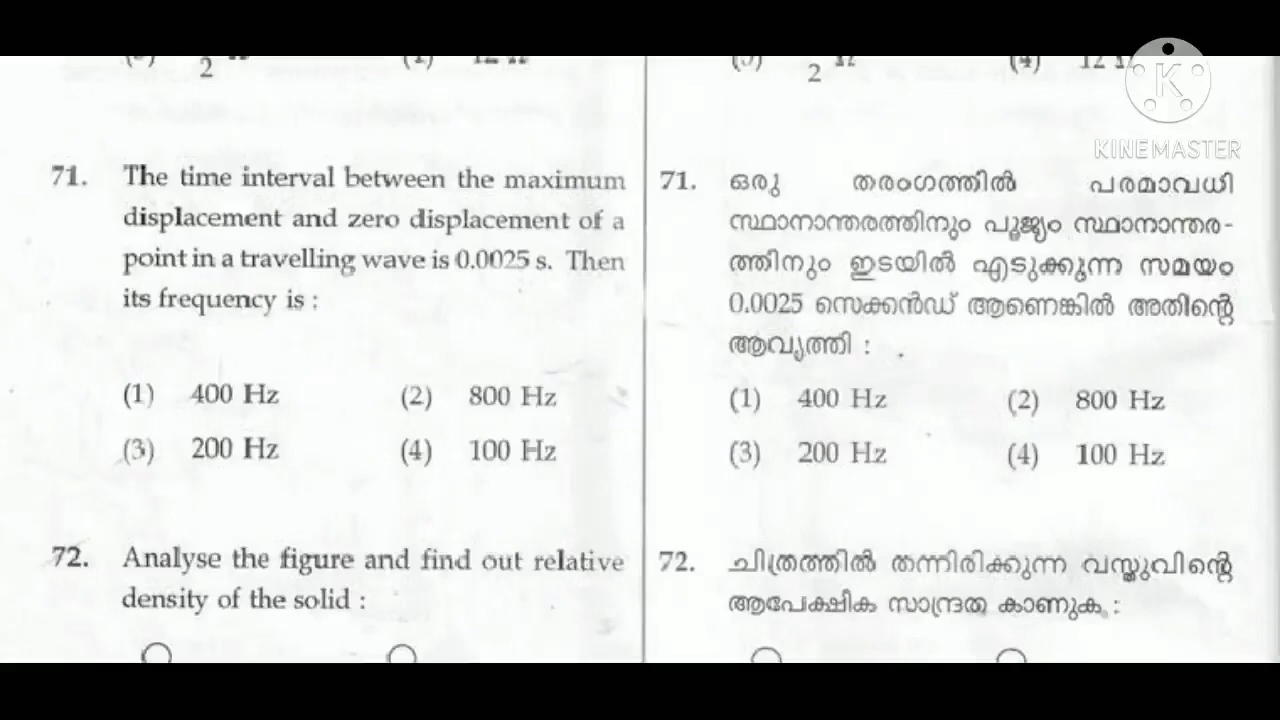 71. The time interval between the maximum
displacement and zero displacement of a
point in a travelling wave is 0.0025 s. Then
its frequency is :
(1) 400 Hz (2) 800 Hz
(3) 200 Hz (4) 100 Hz
72. Analyse the figure and find out relative
density of the solid :
2
(4) 12 Ω
2 Ω
KINEMASTER
71. ഒരു തരംഗത്തിൽ പരമാവധി
സ്ഥാനാന്തരത്തിനും പൂജ്യം സ്ഥാനാന്തര-
ത്തിനും ഇടയിൽ എടുക്കുന്ന സമയം
0.0025 സെക്കൻഡ് ആണെങ്കിൽ അതിന്റെ
ആവൃത്തി :
(1) 400 Hz (2) 800 Hz
(3) 200 Hz (4) 100 Hz
72. ചിത്രത്തിൽ തന്നിരിക്കുന്ന വസ്തുവിന്റെ
ആപേക്ഷിക സാന്ദ്രത കാണുക :